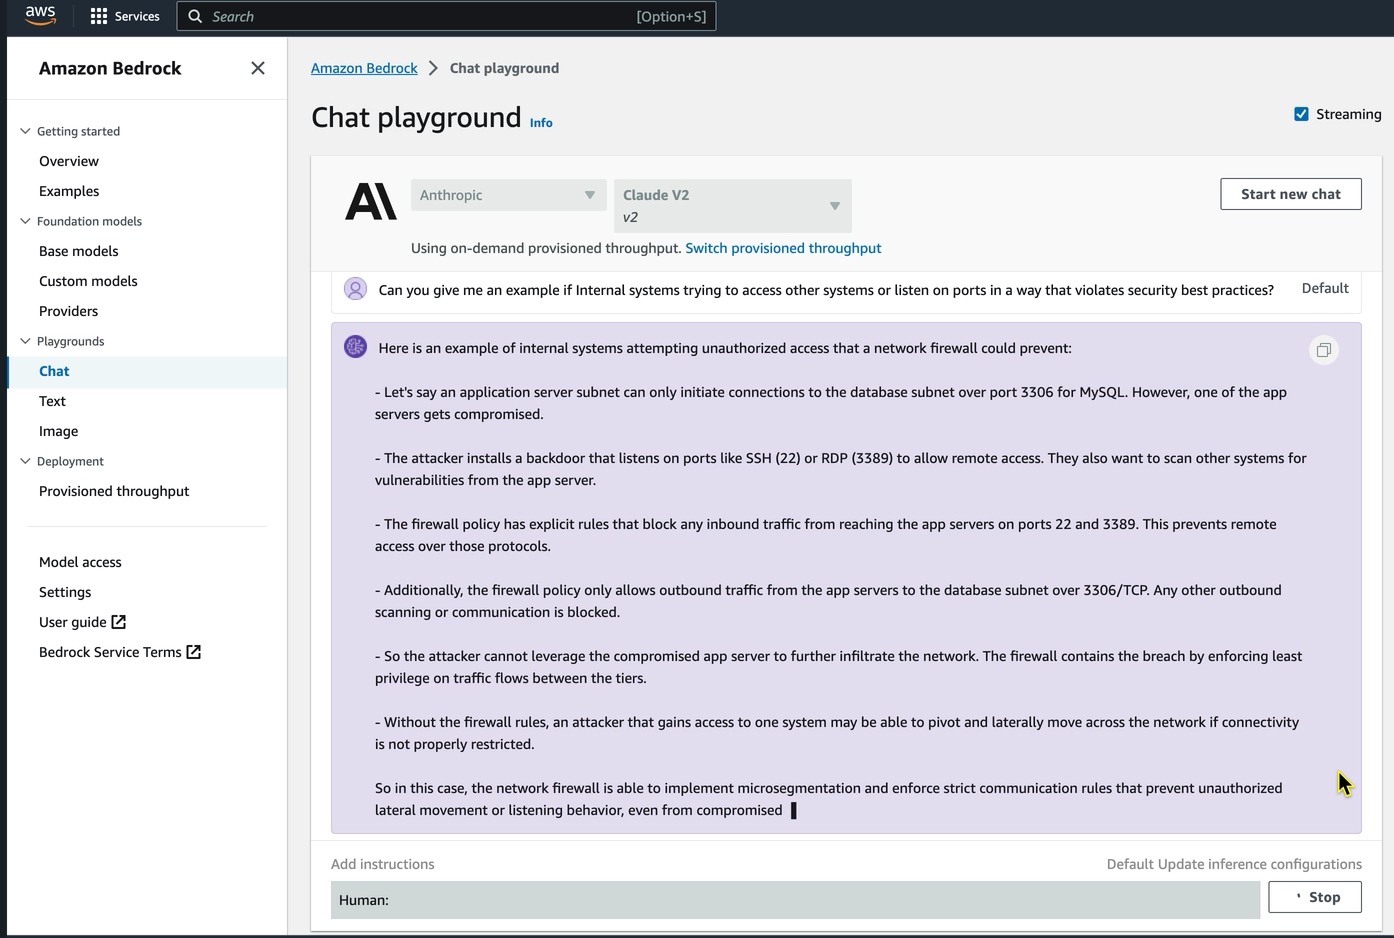 aws
Services
Search
[Option+S]
Amazon Bedrock
Getting started
Overview
Examples
Foundation models
Base models
Custom models
Providers
Playgrounds
Chat
Text
Image
Deployment
Provisioned throughput
Model access
Settings
User guide
Bedrock Service Terms
Amazon Bedrock
Chat playground
Chat playground
Info
Streaming
Anthropic
Claude V2
v2
Start new chat
Using on-demand provisioned throughput. Switch provisioned throughput
Can you give me an example if Internal systems trying to access other systems or listen on ports in a way that violates security best practices?
Default
Here is an example of internal systems attempting unauthorized access that a network firewall could prevent:
- Let's say an application server subnet can only initiate connections to the database subnet over port 3306 for MySQL. However, one of the app
servers gets compromised.
- The attacker installs a backdoor that listens on ports like SSH (22) or RDP (3389) to allow remote access. They also want to scan other systems for
vulnerabilities from the app server.
- The firewall policy has explicit rules that block any inbound traffic from reaching the app servers on ports 22 and 3389. This prevents remote
access over those protocols.
- Additionally, the firewall policy only allows outbound traffic from the app servers to the database subnet over 3306/TCP. Any other outbound
scanning or communication is blocked.
- So the attacker cannot leverage the compromised app server to further infiltrate the network. The firewall contains the breach by enforcing least
privilege on traffic flows between the tiers.
- Without the firewall rules, an attacker that gains access to one system may be able to pivot and laterally move across the network if connectivity
is not properly restricted.
So in this case, the network firewall is able to implement microsegmentation and enforce strict communication rules that prevent unauthorized
lateral movement or listening behavior, even from compromised
Add instructions
Default Update inference configurations
Human:
Stop